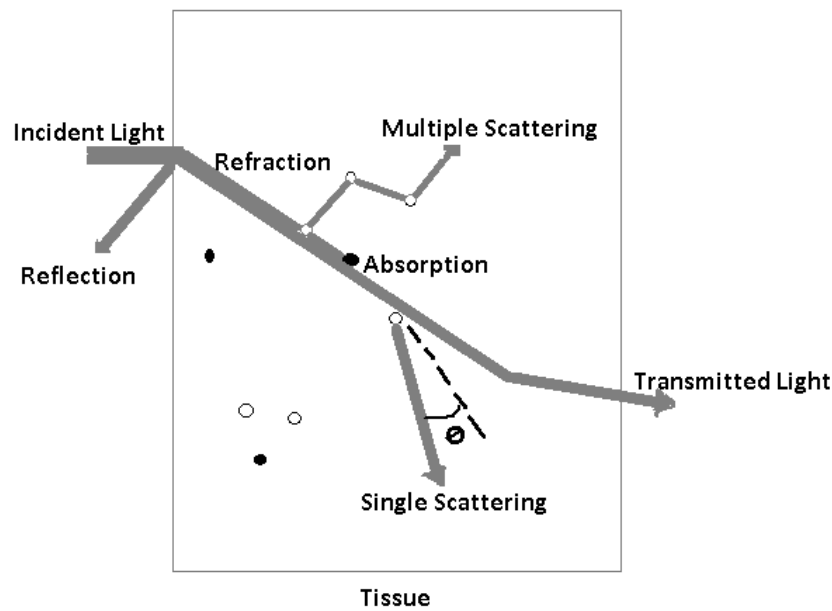 Incident Light
Multiple Scattering
Refraction
Reflection
Absorption
Transmitted Light
Θ
Single Scattering
Tissue